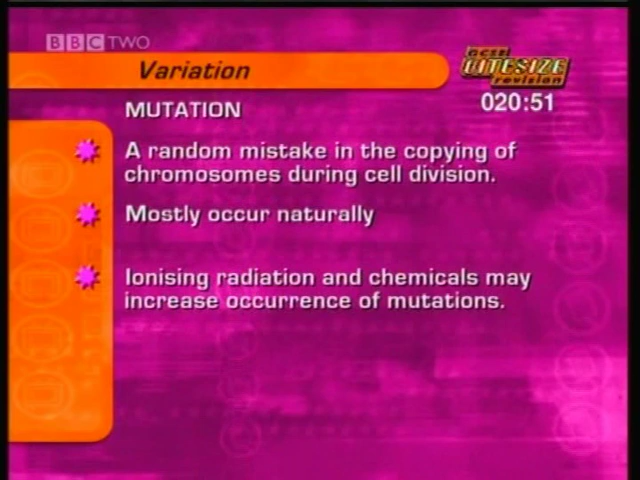 BBC TWO
Variation
gcse
BITESIZE
revision
020:51
MUTATION
A random mistake in the copying of
chromosomes during cell division.
Mostly occur naturally
Ionising radiation and chemicals may
increase occurrence of mutations.